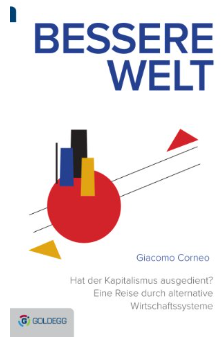 BESSERE
WELT
Giacomo Corneo
Hat der Kapitalismus ausgedient?
Eine Reise durch alternative
Wirtschaftssysteme
GOLDEGG